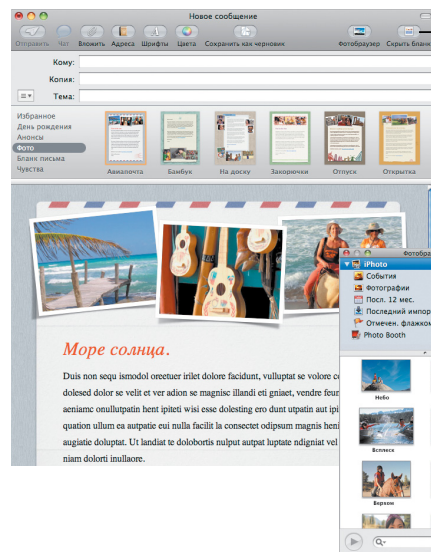 Новое сообщение
Отправить Чат Вложить Адреса Шрифты Цвета Сохранить как черновик Фотобраузер Скрыть бланк
Кому:
Копия:
Тема:
Избранное
День рождения
Анонсы
Фото
Бланк письма
Чувства
Авиапочта Бамбук На доску Закорючки Отпуск Открытка
Море солнца.
Duis non sequ ismodol oreetuer irilet dolore facidunt, vulluptat se volore co
dolesed dolor se velit et ver adion se magnisc illandi eti gniaet, vendre feur
aeniamc onullutpatin hent ipiteti wisi esse dolesting ero dunt utpatin aut ipi
quation ullum ea autpatie eui nulla facilit la consectet odipsum magnis heni
augiatie doluptat. Ut landiat te dolobortis nulput autpat luptate ndigniat vel
niam dolorti inullaore.
Фотобра
iPhoto
События
Фотографии
Посл. 12 мес.
Последний импор
Отмечен. флажком
Photo Booth
Небо
Всплеск
Верхом